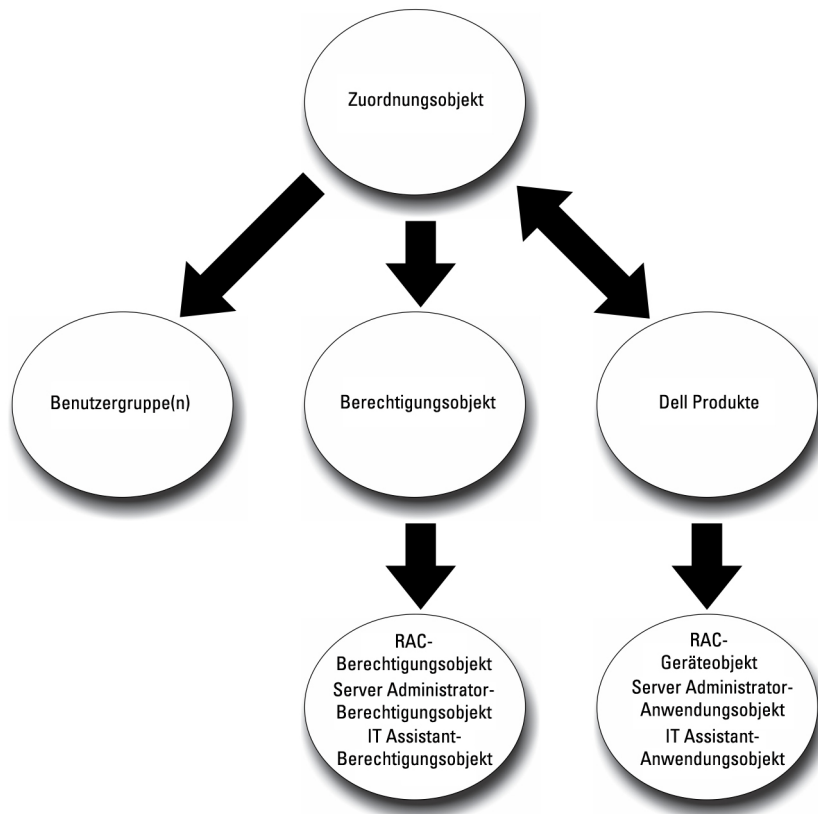 Zuordnungsobjekt
Benutzergruppe(n)
Berechtigungsobjekt
Dell Produkte
RAC-
Berechtigungsobjekt
Server Administrator-
Berechtigungsobjekt
IT Assistant-
Berechtigungsobjekt
RAC-
Geräteobjekt
Server Administrator-
Anwendungsobjekt
IT Assistant-
Anwendungsobjekt